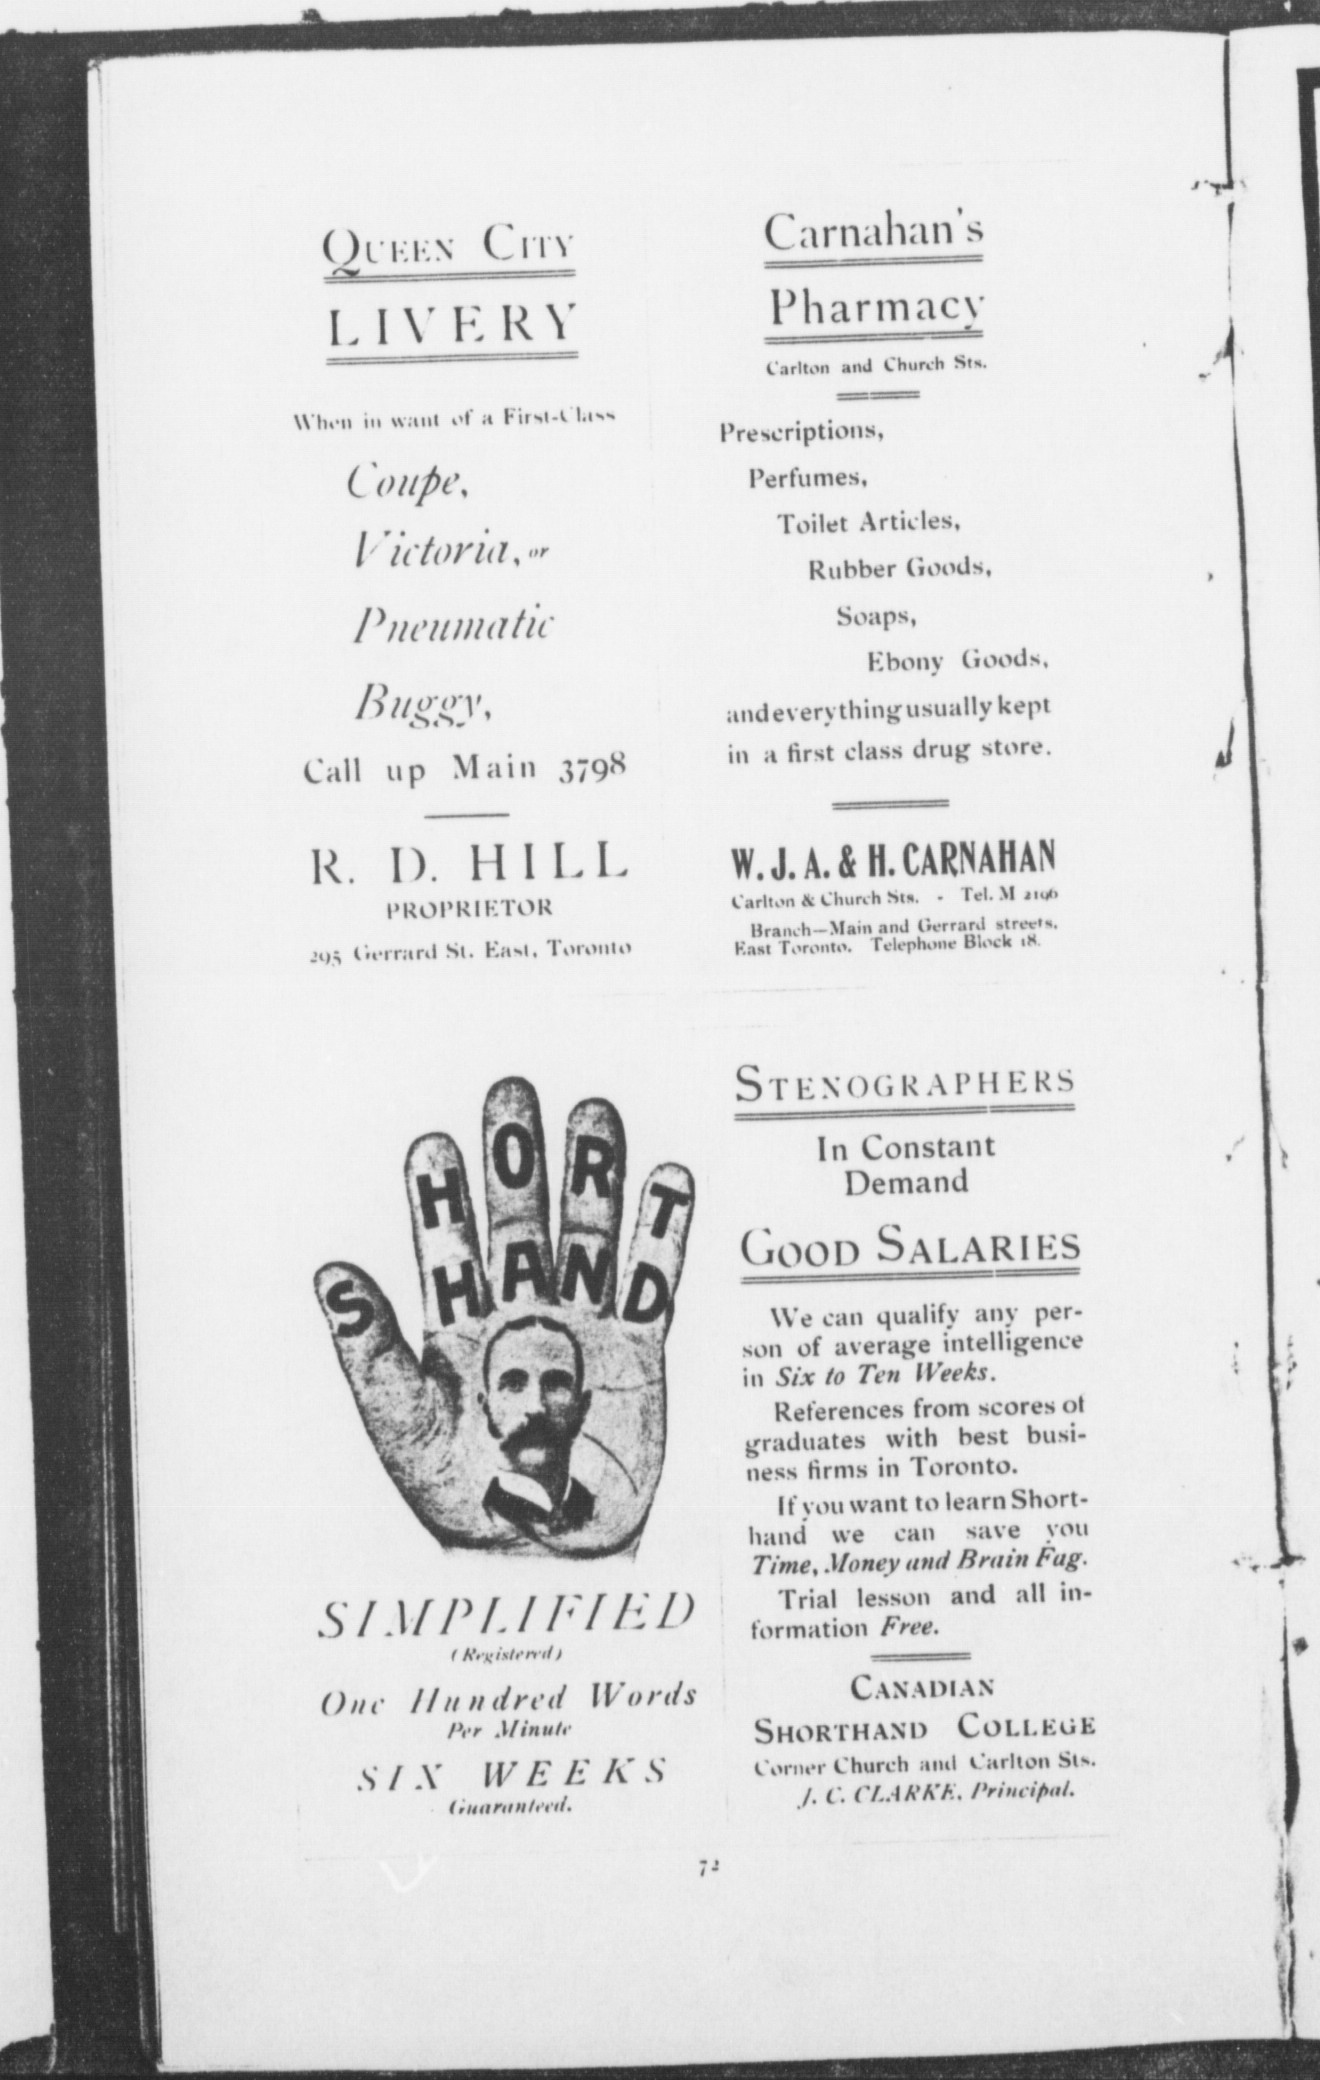 QUEEN CITY
LIVERY
When in want of a First-Class
Coupe,
Victoria, or
Pneumatic
Buggy,
Call up Main 3798
R. D. HILL
PROPRIETOR
295 Gerrard St. East, Toronto
Carnahan's
Pharmacy
Carlton and Church Sts.
Prescriptions,
Perfumes,
Toilet Articles,
Rubber Goods,
Soaps,
Ebony Goods,
and everything usually kept
in a first class drug store.
W. J. A. & H. CARNAHAN
Carlton & Church Sts. - Tel. M 2196
Branch—Main and Gerrard streets,
East Toronto. Telephone Block 18.
SHORT
HAND
SIMPLIFIED
(Registered)
One Hundred Words
Per Minute
SIX WEEKS
Guaranteed.
STENOGRAPHERS
In Constant
Demand
GOOD SALARIES
We can qualify any per-
son of average intelligence
in Six to Ten Weeks.
References from scores of
graduates with best busi-
ness firms in Toronto.
If you want to learn Short-
hand we can save you
Time, Money and Brain Fag.
Trial lesson and all in-
formation Free.
CANADIAN
SHORTHAND COLLEGE
Corner Church and Carlton Sts.
J. C. CLARKE, Principal.
72